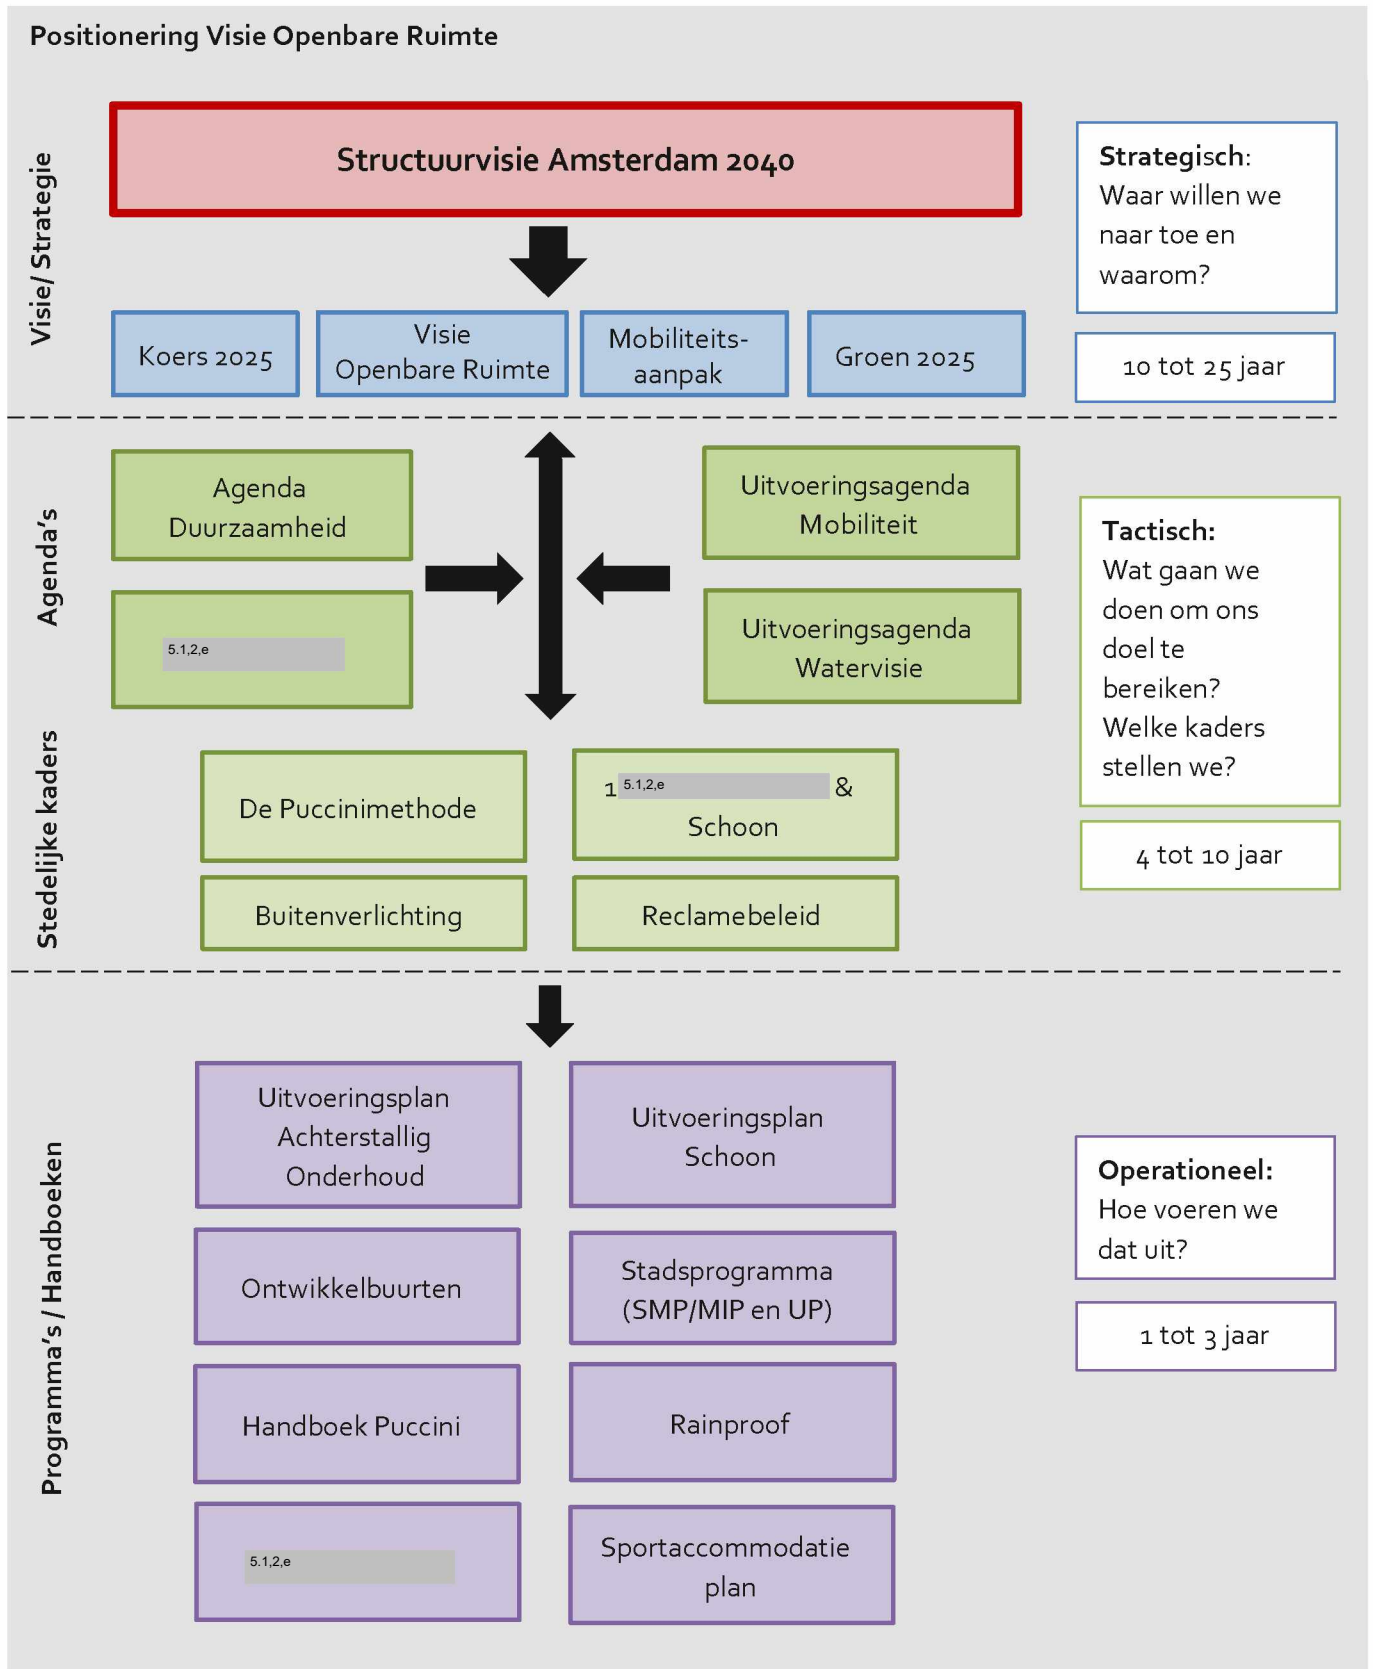 Positionering Visie Openbare Ruimte
Visie/ Strategie
Structuurvisie Amsterdam 2040
Koers 2025
Visie
Openbare Ruimte
Mobiliteits-
aanpak
Groen 2025
Strategisch:
Waar willen we
naar toe en
waarom?
10 tot 25 jaar
Agenda's
Agenda
Duurzaamheid
5.1,2,e
Uitvoeringsagenda
Mobiliteit
Uitvoeringsagenda
Watervisie
Stedelijke kaders
De Puccinimethode
1 5.1,2,e &
Schoon
Buitenverlichting
Reclamebeleid
Tactisch:
Wat gaan we
doen om ons
doel te
bereiken?
Welke kaders
stellen we?
4 tot 10 jaar
Programma's / Handboeken
Uitvoeringsplan
Achterstallig
Onderhoud
Uitvoeringsplan
Schoon
Ontwikkelbuurten
Stadsprogramma
(SMP/MIP en UP)
Handboek Puccini
Rainproof
5.1,2,e
Sportaccommodatie
plan
Operationeel:
Hoe voeren we
dat uit?
1 tot 3 jaar